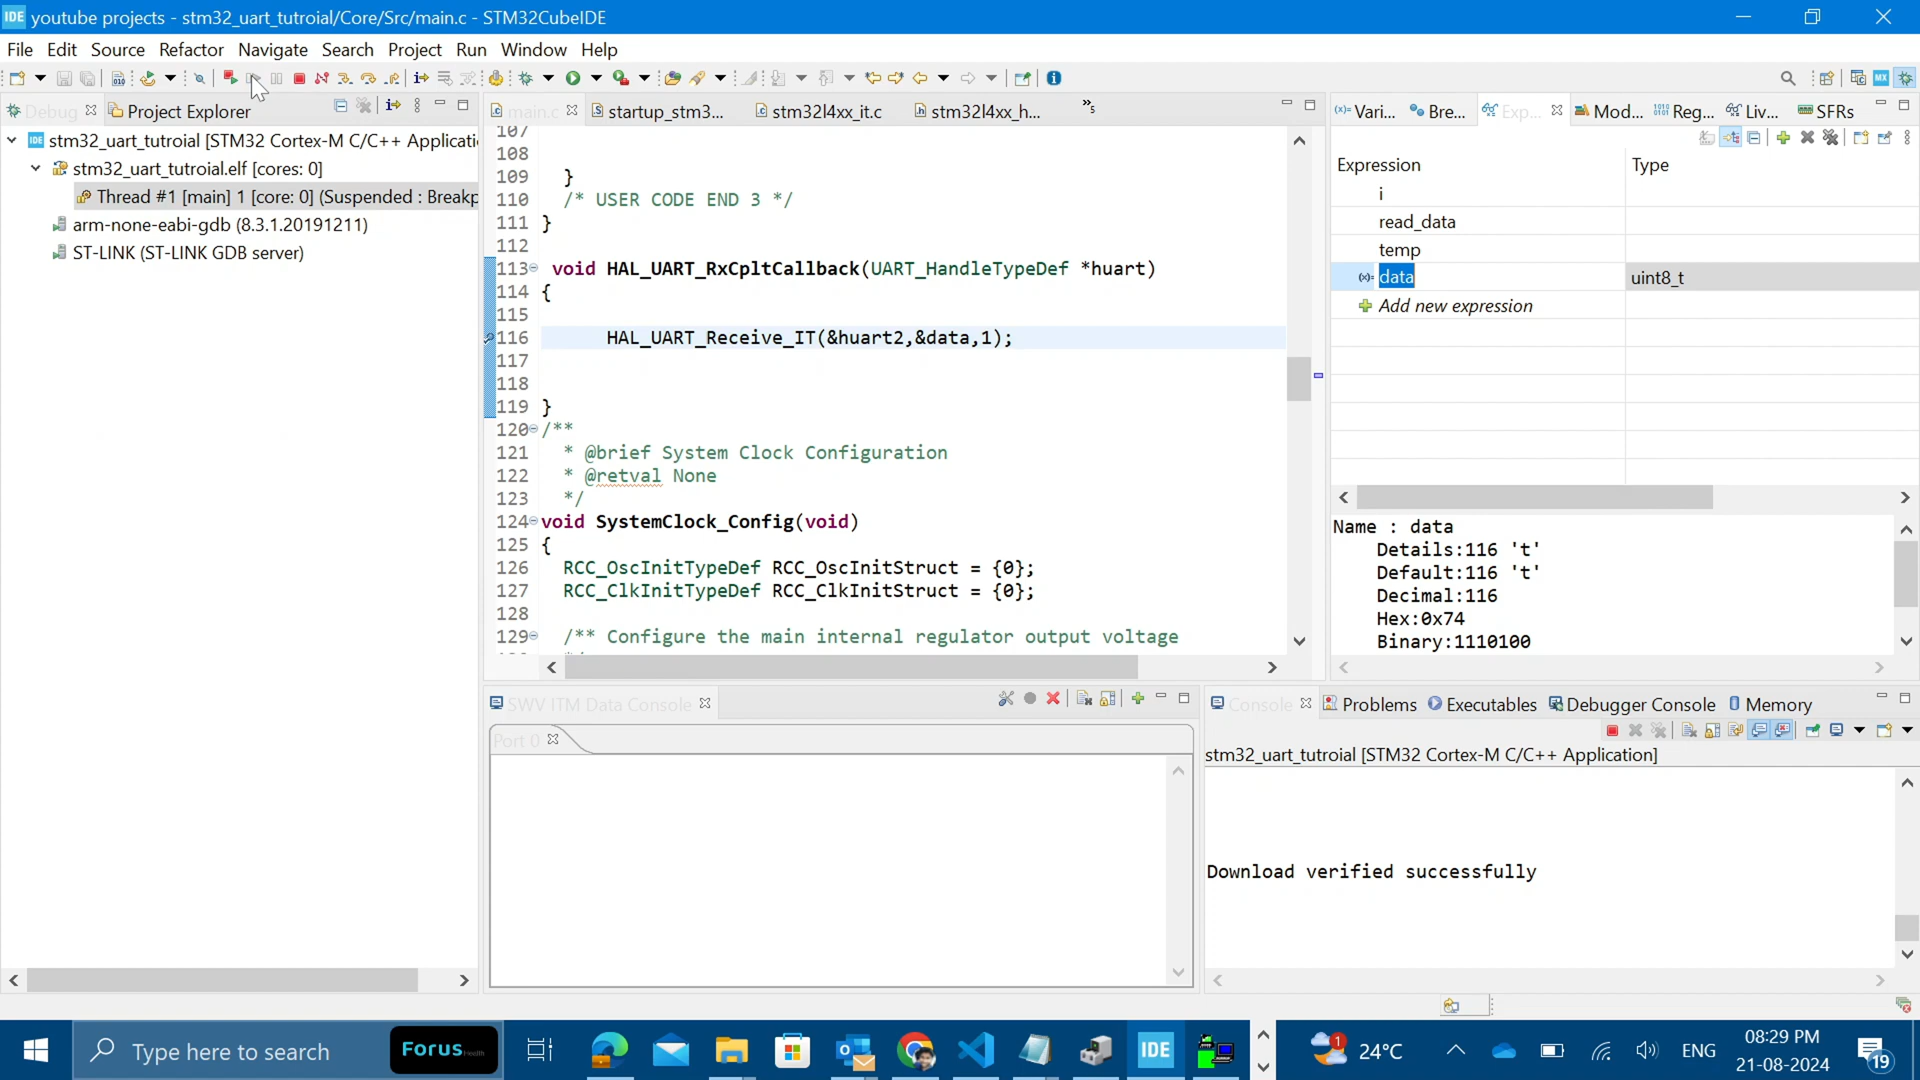 IDE youtube projects - stm32_uart_tutroial/Core/Src/main.c - STM32CubeIDE
File Edit Source Refactor Navigate Search Project Run Window Help
Debug Project Explorer
IDE stm32_uart_tutroial [STM32 Cortex-M C/C++ Applicati
stm32_uart_tutroial.elf [cores: 0]
Thread #1 [main] 1 [core: 0] (Suspended : Breakp
arm-none-eabi-gdb (8.3.1.20191211)
ST-LINK (ST-LINK GDB server)
main.c startup_stm3... stm32l4xx_it.c stm32l4xx_h... »5
107
108
109 }
110 /* USER CODE END 3 */
111 }
112
113 void HAL_UART_RxCpltCallback(UART_HandleTypeDef *huart)
114 {
115
116 HAL_UART_Receive_IT(&huart2,&data,1);
117
118
119 }
120 /**
121 * @brief System Clock Configuration
122 * @retval None
123 */
124 void SystemClock_Config(void)
125 {
126 RCC_OscInitTypeDef RCC_OscInitStruct = {0};
127 RCC_ClkInitTypeDef RCC_ClkInitStruct = {0};
128
129 /** Configure the main internal regulator output voltage
(x)= Vari... Bre... Exp... Mod... Reg... Liv... SFRs
Expression Type
i
read_data
temp
(x)= data uint8_t
Add new expression
Name : data
Details:116 't'
Default:116 't'
Decimal:116
Hex:0x74
Binary:1110100
SWV ITM Data Console
Port 0
Console Problems Executables Debugger Console Memory
stm32_uart_tutroial [STM32 Cortex-M C/C++ Application]
Download verified successfully
Type here to search
Forus Health
IDE
1 24°C
ENG
08:29 PM
21-08-2024
19